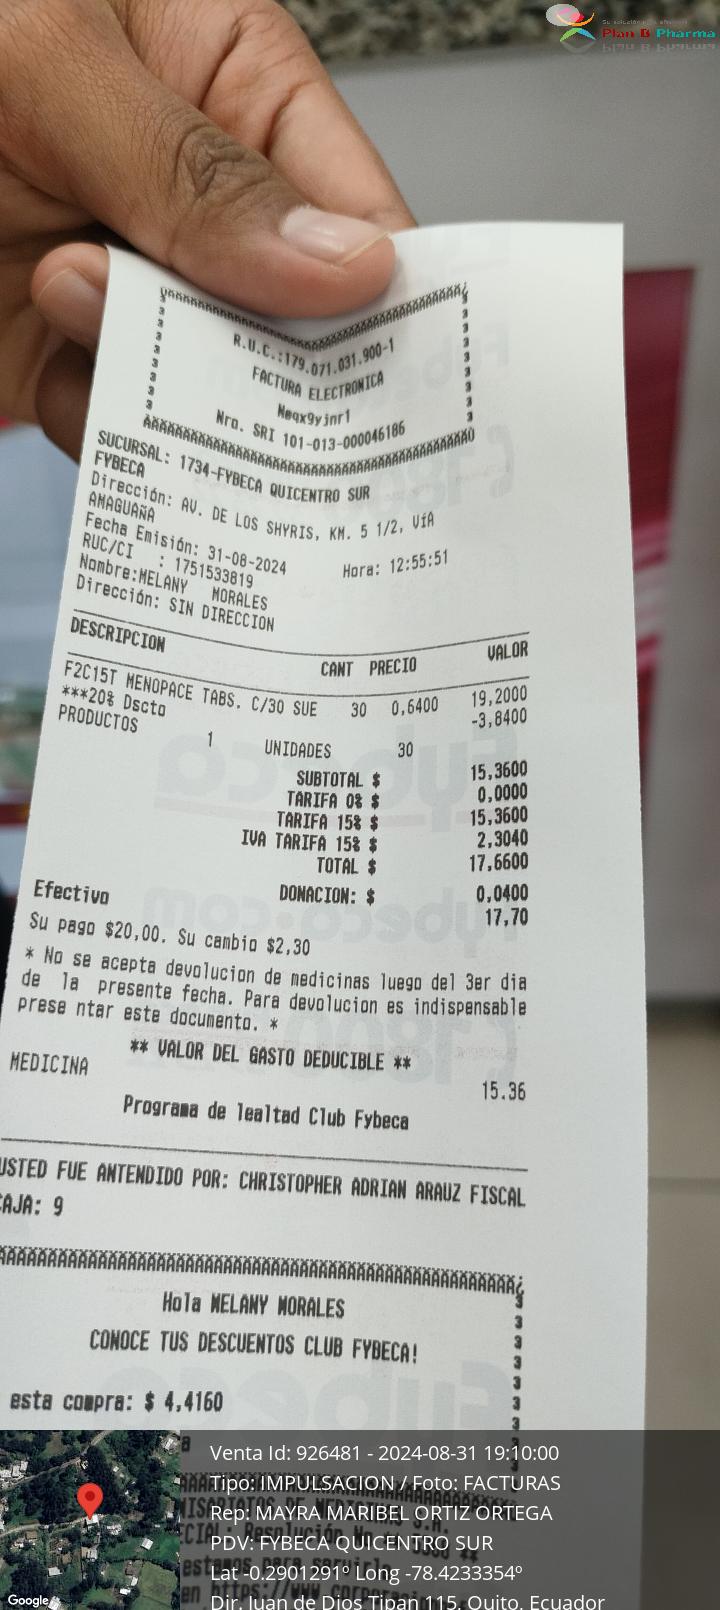 Su solución más efectiva
Plan B Pharma
R.U.C.:179.071.031.900-1
FACTURA ELECTRONICA
Neqx9yjnr1
Nro. SRI 101-013-000046186
SUCURSAL: 1734-FYBECA QUICENTRO SUR
FYBECA
Dirección: AV. DE LOS SHYRIS, KM. 5 1/2, VíA
AMAGUAÑA
Fecha Emisión: 31-08-2024 Hora: 12:55:51
RUC/CI : 1751533819
Nombre:MELANY MORALES
Dirección: SIN DIRECCION
DESCRIPCION CANT PRECIO VALOR
F2C15T MENOPACE TABS. C/30 SUE 30 0,6400 19,2000
***20% Dscto -3,8400
PRODUCTOS 1 UNIDADES 30
SUBTOTAL $ 15,3600
TARIFA 0% $ 0,0000
TARIFA 15% $ 15,3600
IVA TARIFA 15% $ 2,3040
TOTAL $ 17,6600
DONACION: $ 0,0400
Efectivo 17,70
Su pago $20,00. Su cambio $2,30
* No se acepta devolucion de medicinas luego del 3er dia
de la presente fecha. Para devolucion es indispensable
prese ntar este documento. *
** VALOR DEL GASTO DEDUCIBLE **
MEDICINA 15.36
Programa de lealtad Club Fybeca
USTED FUE ANTENDIDO POR: CHRISTOPHER ADRIAN ARAUZ FISCAL
CAJA: 9
Hola MELANY MORALES
CONOCE TUS DESCUENTOS CLUB FYBECA!
esta compra: $ 4,4160
Venta Id: 926481 - 2024-08-31 19:10:00
Tipo: IMPULSACION / Foto: FACTURAS
Rep: MAYRA MARIBEL ORTIZ ORTEGA
PDV: FYBECA QUICENTRO SUR
Lat -0.2901291º Long -78.4233354º
Dir. Juan de Dios Tipan 115, Quito, Ecuador
Google